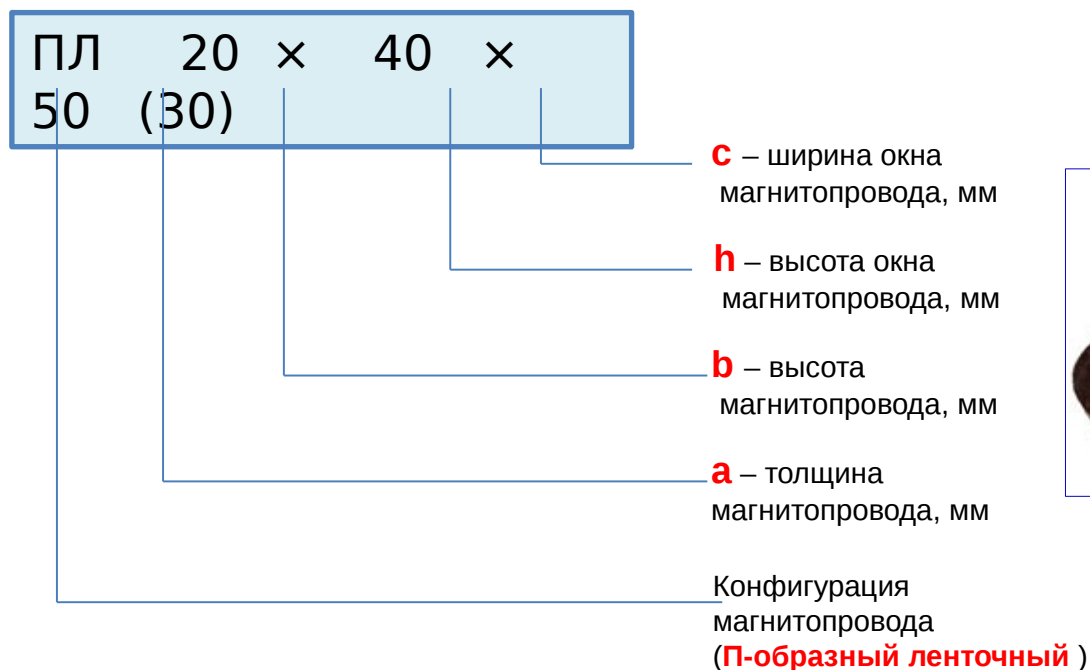 ПЛ 20 × 40 ×
50 (30)
c – ширина окна
магнитопровода, мм
h – высота окна
магнитопровода, мм
b – высота
магнитопровода, мм
a – толщина
магнитопровода, мм
Конфигурация
магнитопровода
(П-образный ленточный )